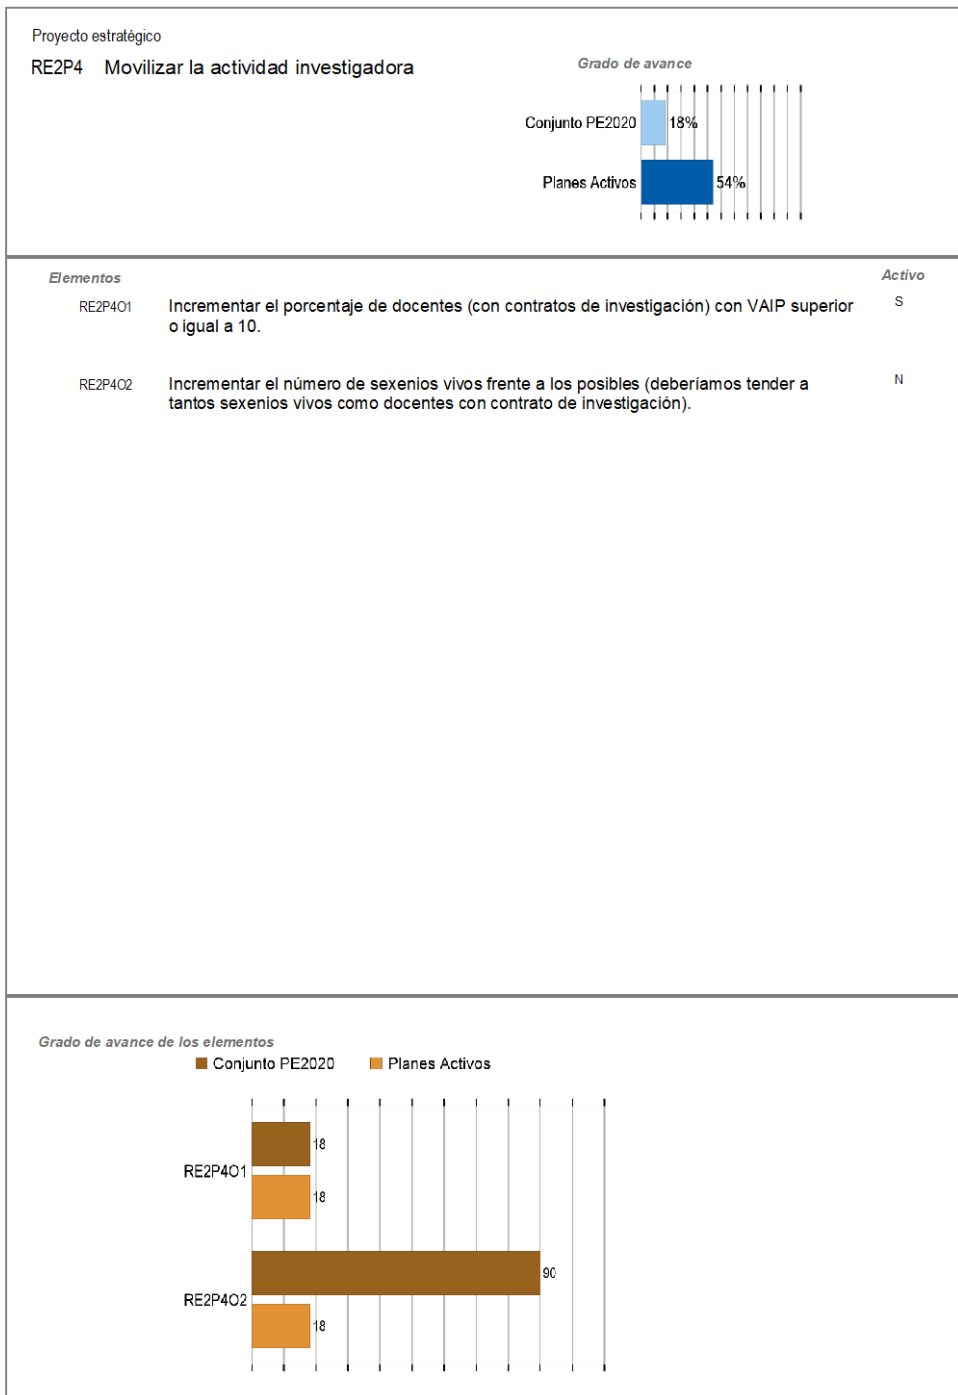 Proyecto estratégico
RE2P4 Movilizar la actividad investigadora
Grado de avance
Conjunto PE2020 18%
Planes Activos 54%
Elementos Activo
RE2P4O1 Incrementar el porcentaje de docentes (con contratos de investigación) con VAIP superior S
o igual a 10.
RE2P4O2 Incrementar el número de sexenios vivos frente a los posibles (deberíamos tender a N
tantos sexenios vivos como docentes con contrato de investigación).
Grado de avance de los elementos
Conjunto PE2020 Planes Activos
18
RE2P4O1
18
90
RE2P4O2
18